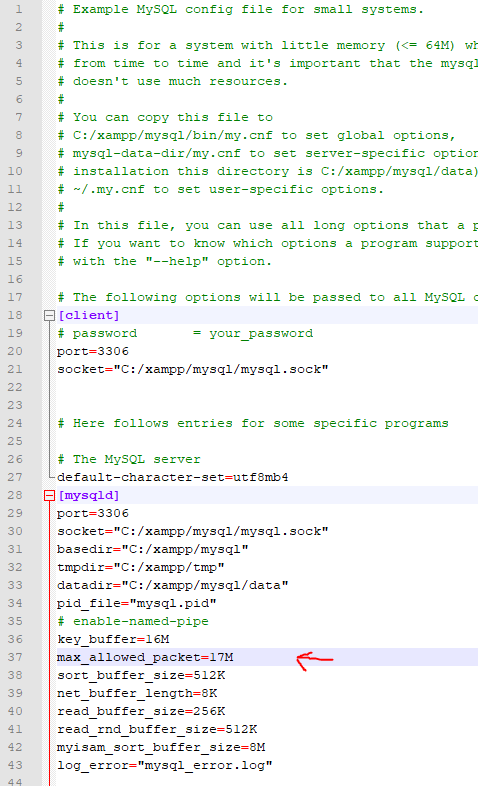 1 # Example MySQL config file for small systems.
2 #
3 # This is for a system with little memory (<= 64M) wh
4 # from time to time and it's important that the mysql
5 # doesn't use much resources.
6 #
7 # You can copy this file to
8 # C:/xampp/mysql/bin/my.cnf to set global options,
9 # mysql-data-dir/my.cnf to set server-specific option
10 # installation this directory is C:/xampp/mysql/data)
11 # ~/.my.cnf to set user-specific options.
12 #
13 # In this file, you can use all long options that a p
14 # If you want to know which options a program support
15 # with the "--help" option.
16
17 # The following options will be passed to all MySQL c
18 [client]
19 # password       = your_password
20 port=3306
21 socket="C:/xampp/mysql/mysql.sock"
22
23
24 # Here follows entries for some specific programs
25
26 # The MySQL server
27 default-character-set=utf8mb4
28 [mysqld]
29 port=3306
30 socket="C:/xampp/mysql/mysql.sock"
31 basedir="C:/xampp/mysql"
32 tmpdir="C:/xampp/tmp"
33 datadir="C:/xampp/mysql/data"
34 pid_file="mysql.pid"
35 # enable-named-pipe
36 key_buffer=16M
37 max_allowed_packet=17M
38 sort_buffer_size=512K
39 net_buffer_length=8K
40 read_buffer_size=256K
41 read_rnd_buffer_size=512K
42 myisam_sort_buffer_size=8M
43 log_error="mysql_error.log"
44